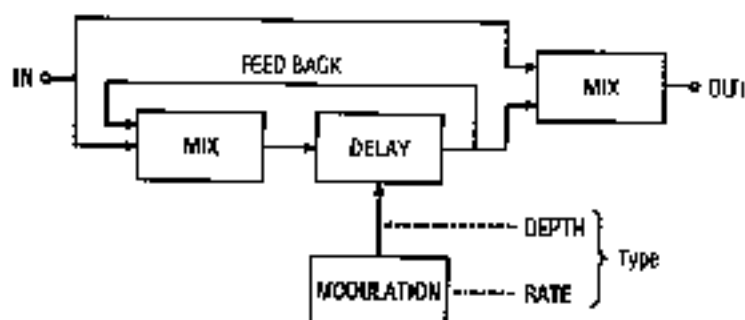 FEED BACK
IN
MIX
OUT
MIX
DELAY
DEPTH
Type
MODULATION
RATE